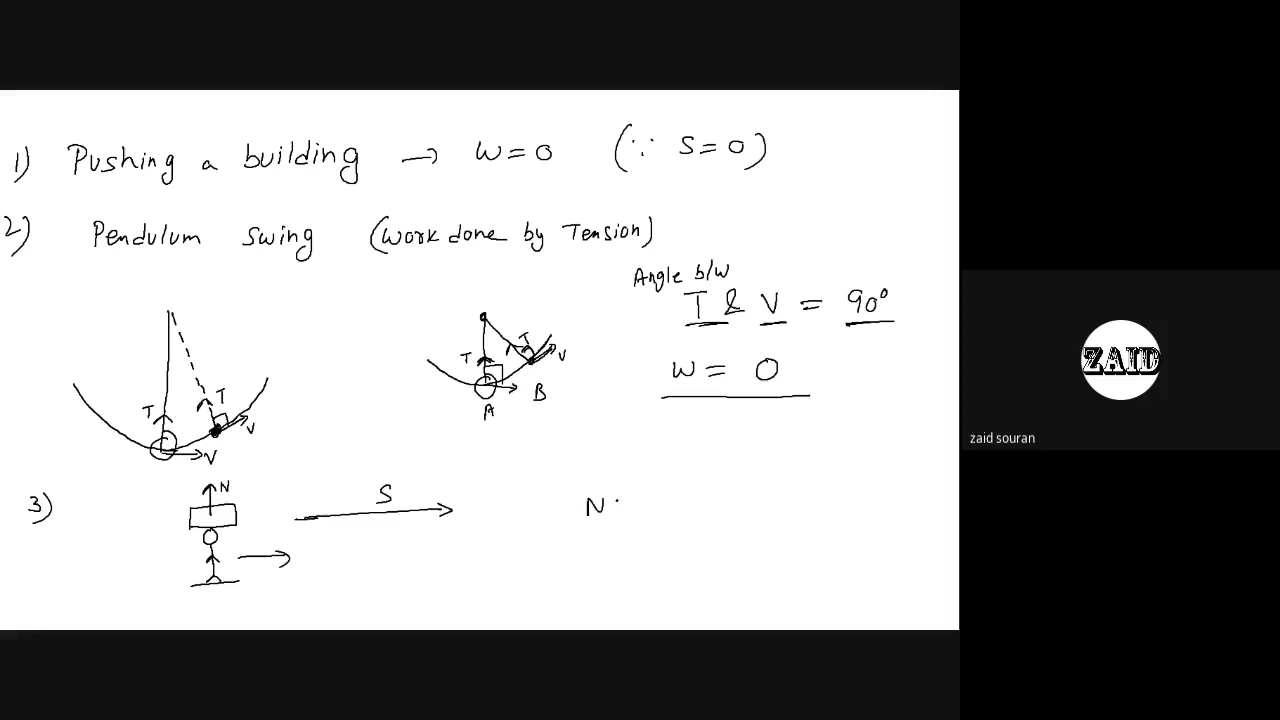 1) Pushing a building → W = 0 (∵ S = 0)
2) Pendulum swing (Work done by Tension)
Angle b/w
T & V = 90°
W = 0
T T V V
T T V A B
3) N S N
ZAID
zaid souran